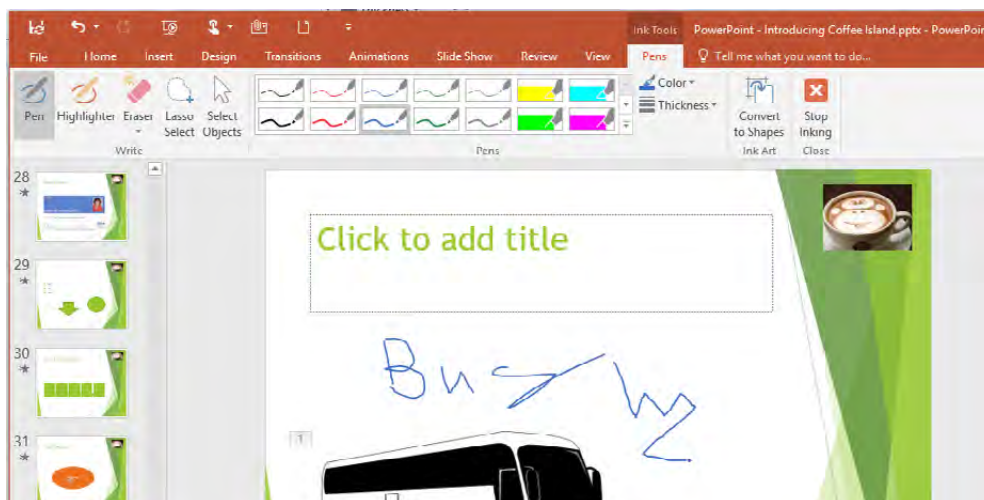 Ink Tools PowerPoint - Introducing Coffee Island.pptx - PowerPoin
File Home Insert Design Transitions Animations Slide Show Review View Pens Tell me what you want to do...
Pen Highlighter Eraser Lasso Select Select Objects
Color
Thickness
Convert to Shapes
Stop Inking
Write Pens Ink Art Close
28
29
30
31
Click to add title
1